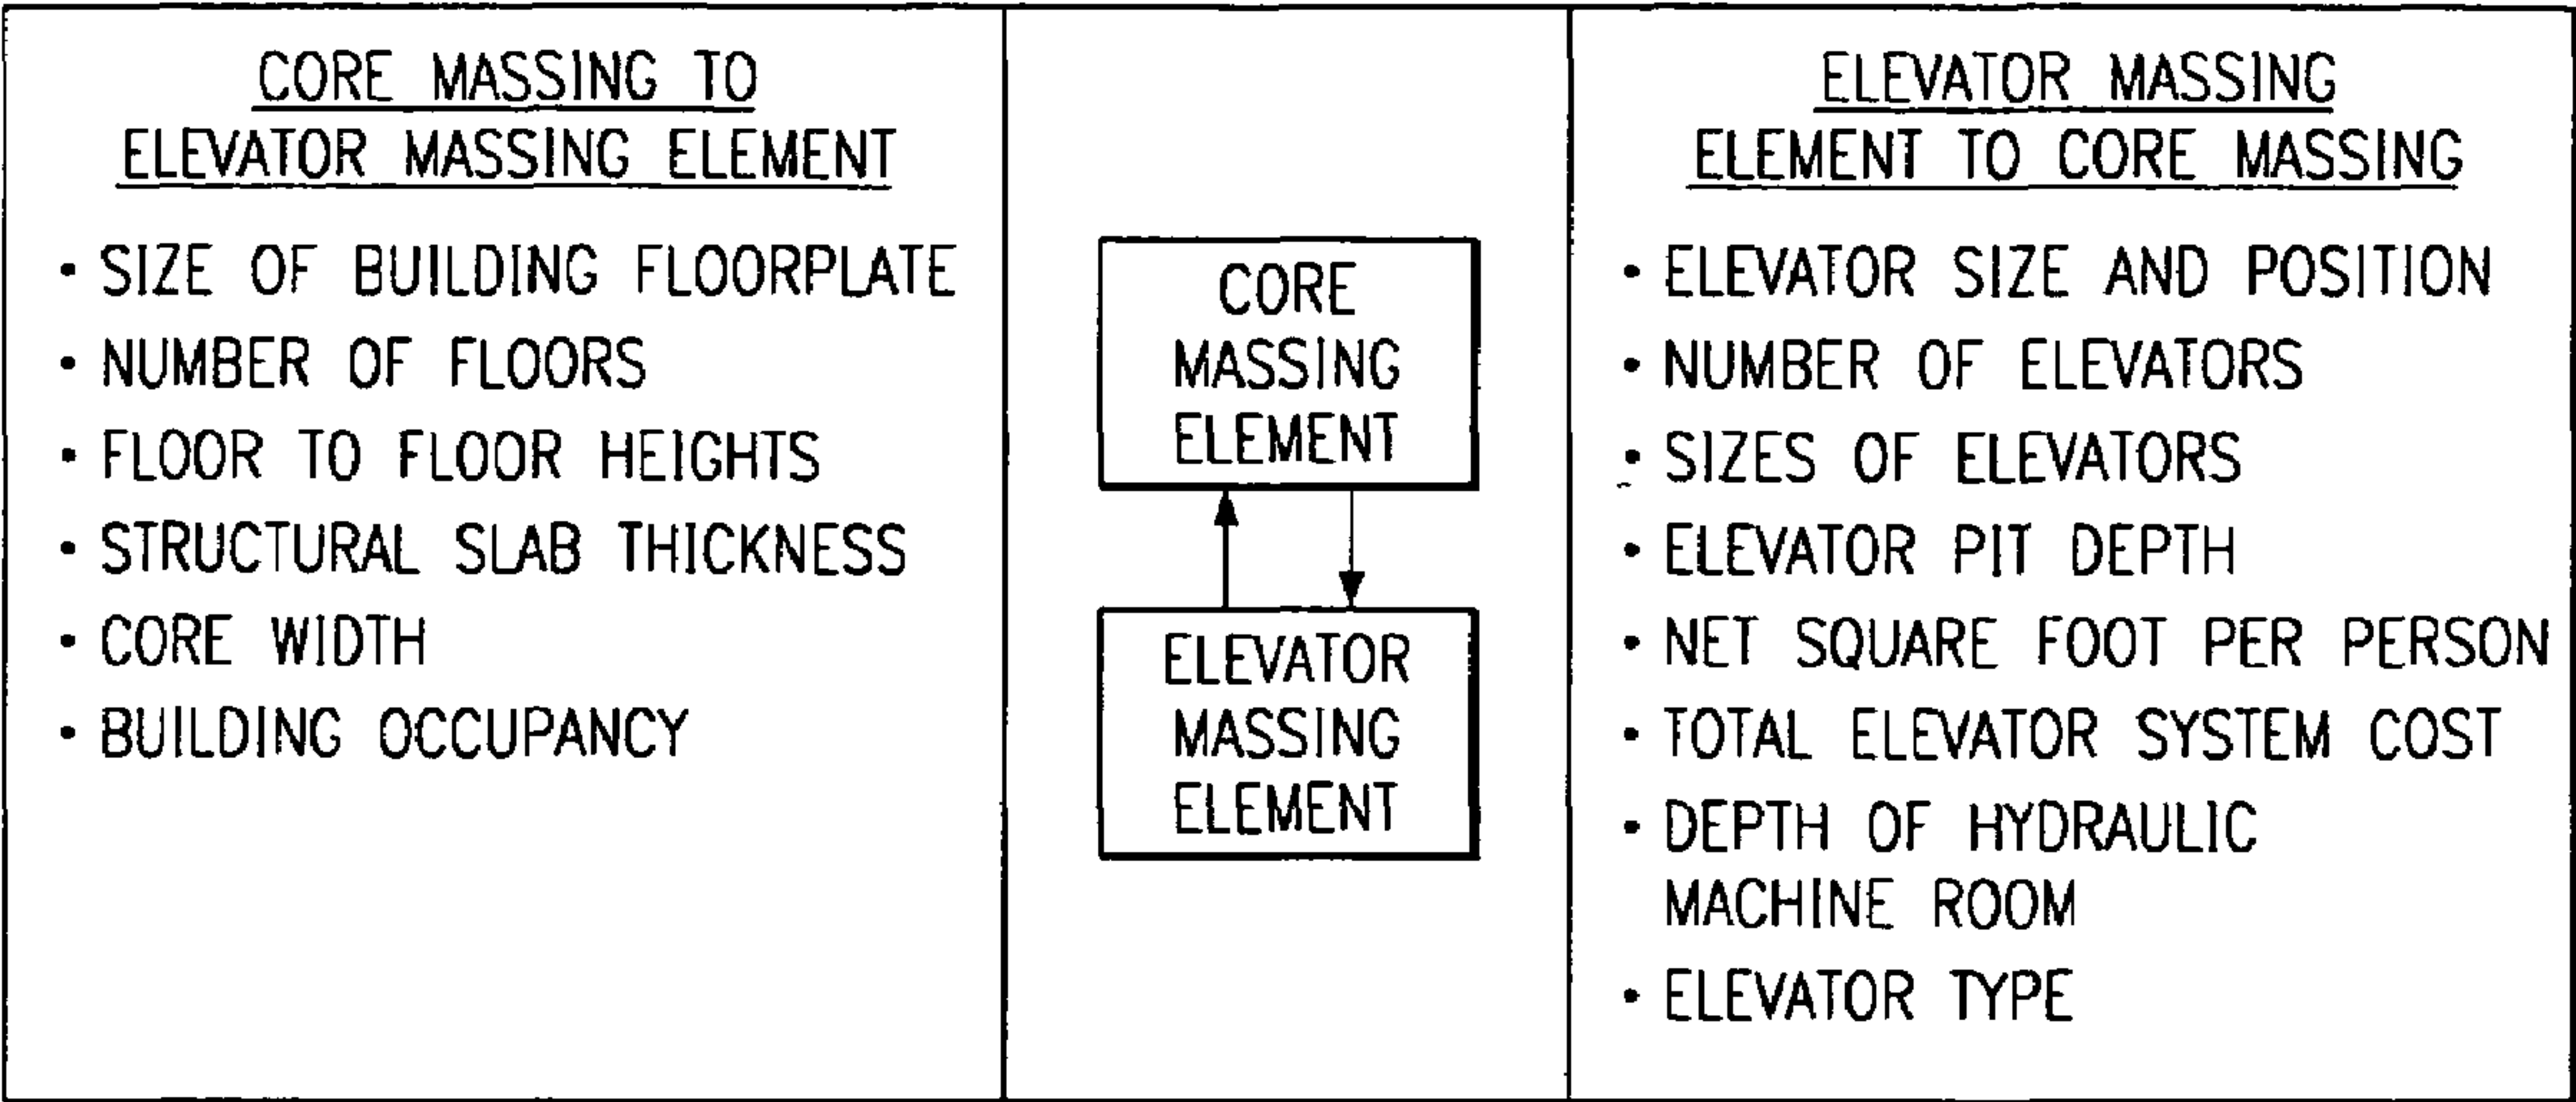 CORE MASSING TO
ELEVATOR MASSING ELEMENT
• SIZE OF BUILDING FLOORPLATE
• NUMBER OF FLOORS
• FLOOR TO FLOOR HEIGHTS
• STRUCTURAL SLAB THICKNESS
• CORE WIDTH
• BUILDING OCCUPANCY
CORE
MASSING
ELEMENT
ELEVATOR
MASSING
ELEMENT
ELEVATOR MASSING
ELEMENT TO CORE MASSING
• ELEVATOR SIZE AND POSITION
• NUMBER OF ELEVATORS
• SIZES OF ELEVATORS
• ELEVATOR PIT DEPTH
• NET SQUARE FOOT PER PERSON
• TOTAL ELEVATOR SYSTEM COST
• DEPTH OF HYDRAULIC
MACHINE ROOM
• ELEVATOR TYPE